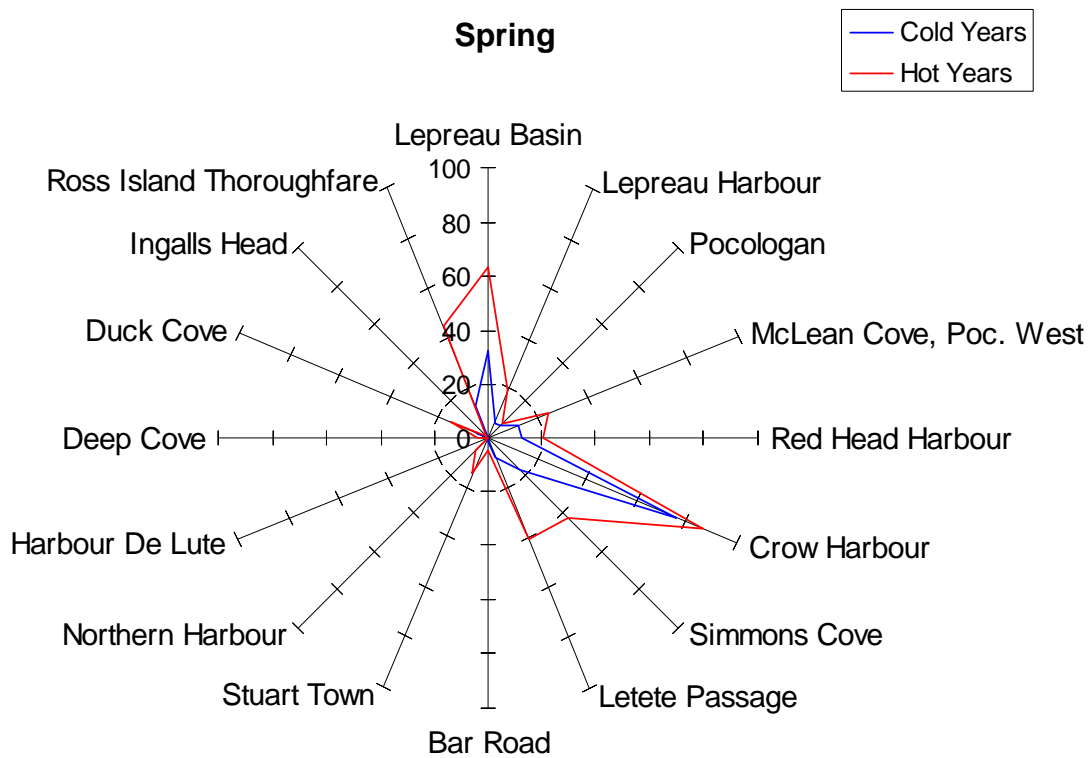 Spring
Cold Years
Hot Years
Lepreau Basin
Ross Island Thoroughfare
100
Lepreau Harbour
80
Ingalls Head
Pocologan
60
Duck Cove
40
McLean Cove, Poc. West
20
Deep Cove
0
Red Head Harbour
Harbour De Lute
Crow Harbour
Northern Harbour
Simmons Cove
Stuart Town
Letete Passage
Bar Road